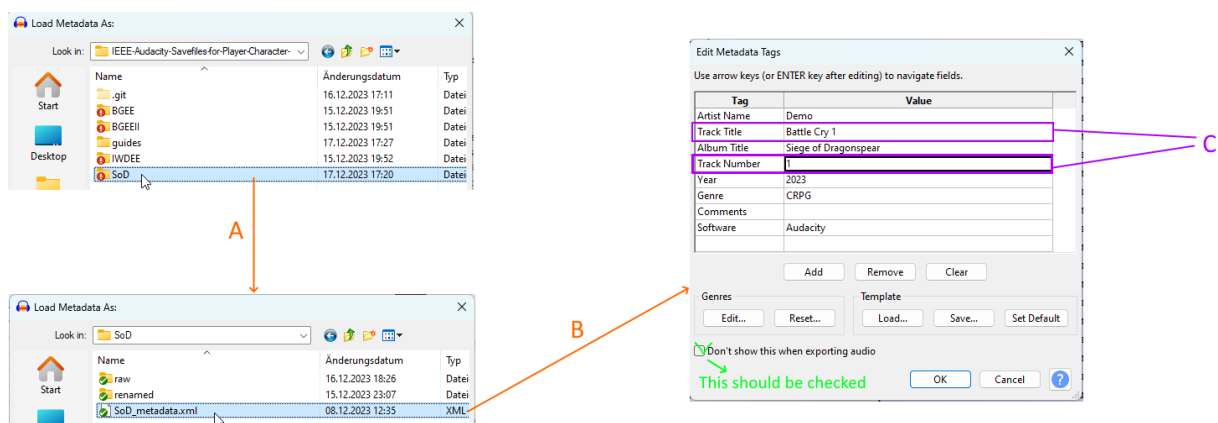 Load Metadata As:
Look in: IEEE-Audacity-Savefiles-for-Player-Character-
Name Änderungsdatum Typ
.git 16.12.2023 17:11 Datei
BGEE 15.12.2023 19:51 Datei
BGEEII 15.12.2023 19:51 Datei
guides 17.12.2023 17:27 Datei
IWDEE 15.12.2023 19:52 Datei
SoD 17.12.2023 17:20 Datei
Start
Desktop
A
Load Metadata As:
Look in: SoD
Name Änderungsdatum Typ
raw 16.12.2023 18:26 Datei
renamed 15.12.2023 23:07 Datei
SoD_metadata.xml 08.12.2023 12:35 XML
Start
B
Edit Metadata Tags
Use arrow keys (or ENTER key after editing) to navigate fields.
Tag Value
Artist Name Demo
Track Title Battle Cry 1
Album Title Siege of Dragonspear
Track Number 1
Year 2023
Genre CRPG
Comments
Software Audacity
C
Add Remove Clear
Genres Template
Edit... Reset... Load... Save... Set Default
Don't show this when exporting audio
This should be checked
OK Cancel ?